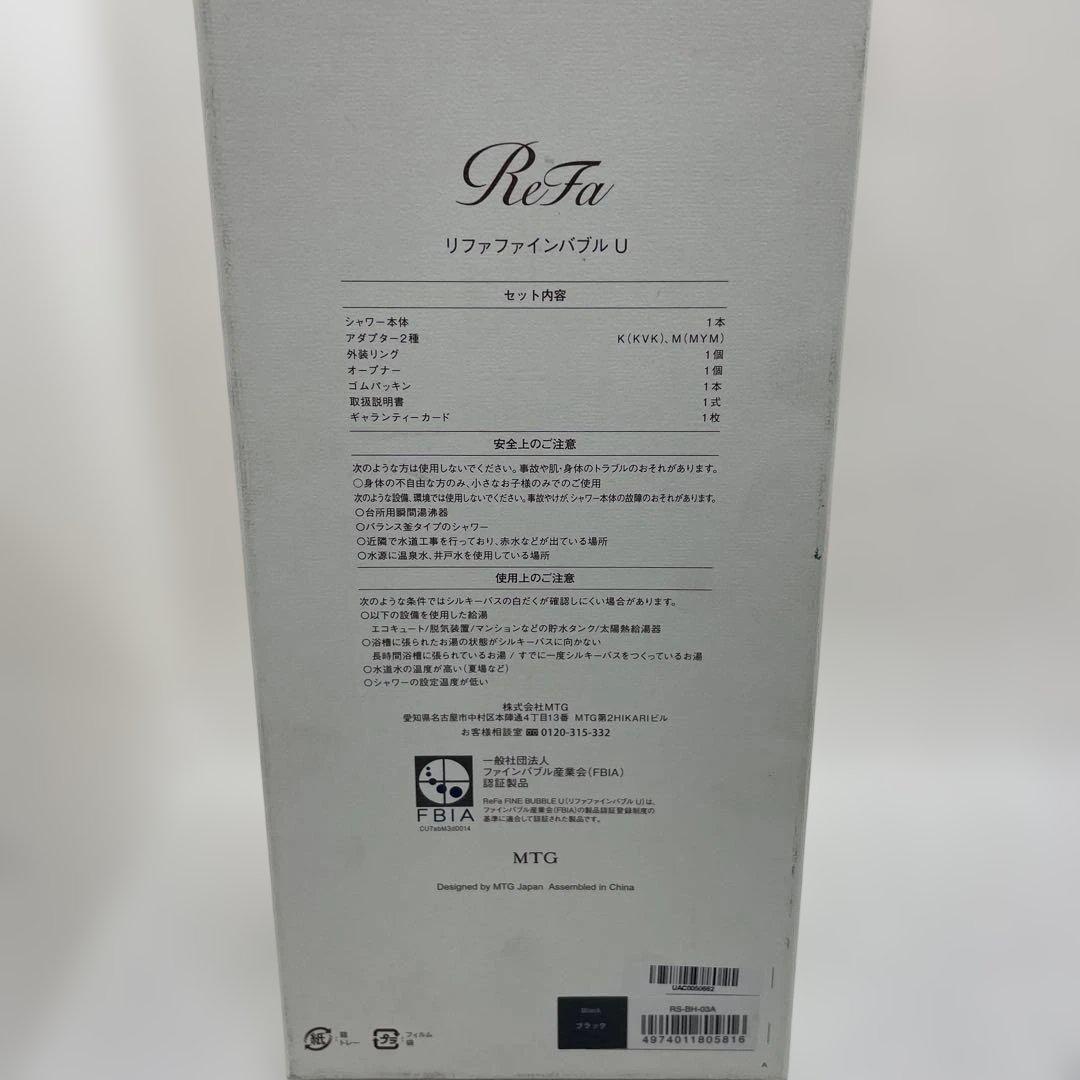 ReFa
リファファインバブル U
セット内容
シャワー本体 1本
アダプター2種 K(KVK)、M(MYM)
外装リング 1個
オープナー 1個
ゴムパッキン 1本
取扱説明書 1式
ギャランティーカード 1枚
安全上のご注意
次のような方は使用しないでください。事故や肌・身体のトラブルのおそれがあります。
○身体の不自由な方のみ、小さなお子様のみでのご使用
次のような設備、環境では使用しないでください。事故やけが、シャワー本体の故障のおそれがあります。
○台所用瞬間湯沸器
○バランス釜タイプのシャワー
○近隣で水道工事を行っており、赤水などが出ている場所
○水源に温泉水、井戸水を使用している場所
使用上のご注意
次のような条件ではシルキーバスの白だくが確認しにくい場合があります。
○以下の設備を使用した給湯
エコキュート/脱気装置/マンションなどの貯水タンク/太陽熱給湯器
○浴槽に張られたお湯の状態がシルキーバスに向かない
長時間浴槽に張られているお湯 / すでに一度シルキーバスをつくっているお湯
○水道水の温度が高い(夏場など)
○シャワーの設定温度が低い
株式会社MTG
愛知県名古屋市中村区本陣通4丁目13番 MTG第2HIKARIビル
お客様相談室 0120-315-332
一般社団法人
ファインバブル産業会(FBIA)
認証製品
ReFa FINE BUBBLE U(リファファインバブル U)は、
ファインバブル産業会(FBIA)の製品認証登録制度の
基準に適合して認証された製品です。
FBIA
CU7abM3d0014
MTG
Designed by MTG Japan Assembled in China
UAC0050662
Black
ブラック
RS-BH-03A
4974011805816
紙
箱
トレー
プラ
フィルム
袋
A